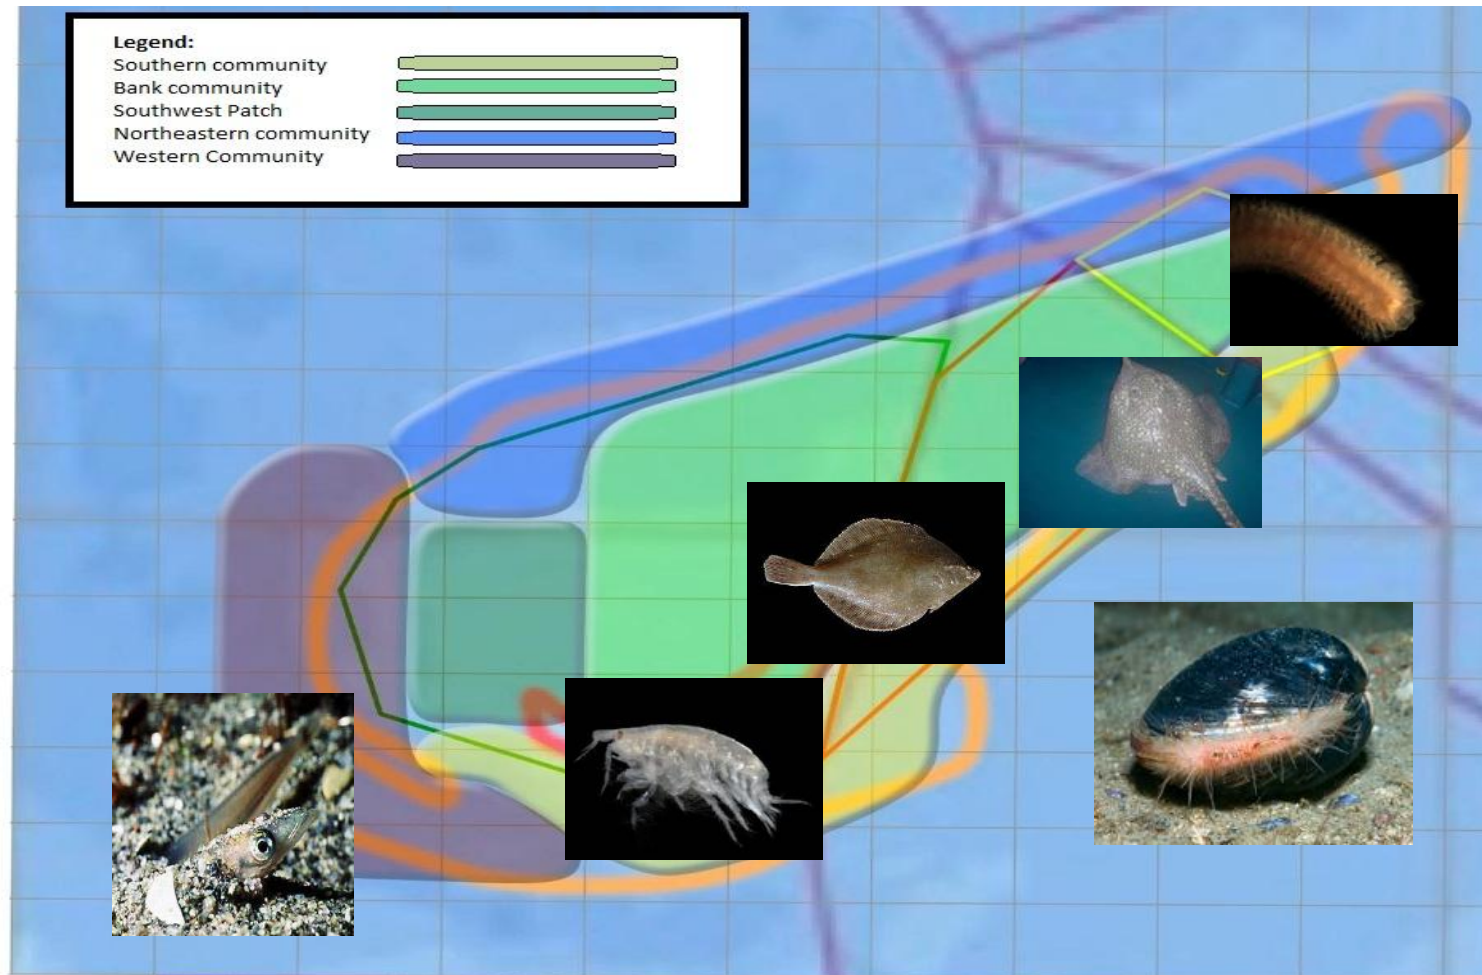 Legend:
Southern community
Bank community
Southwest Patch
Northeastern community
Western Community